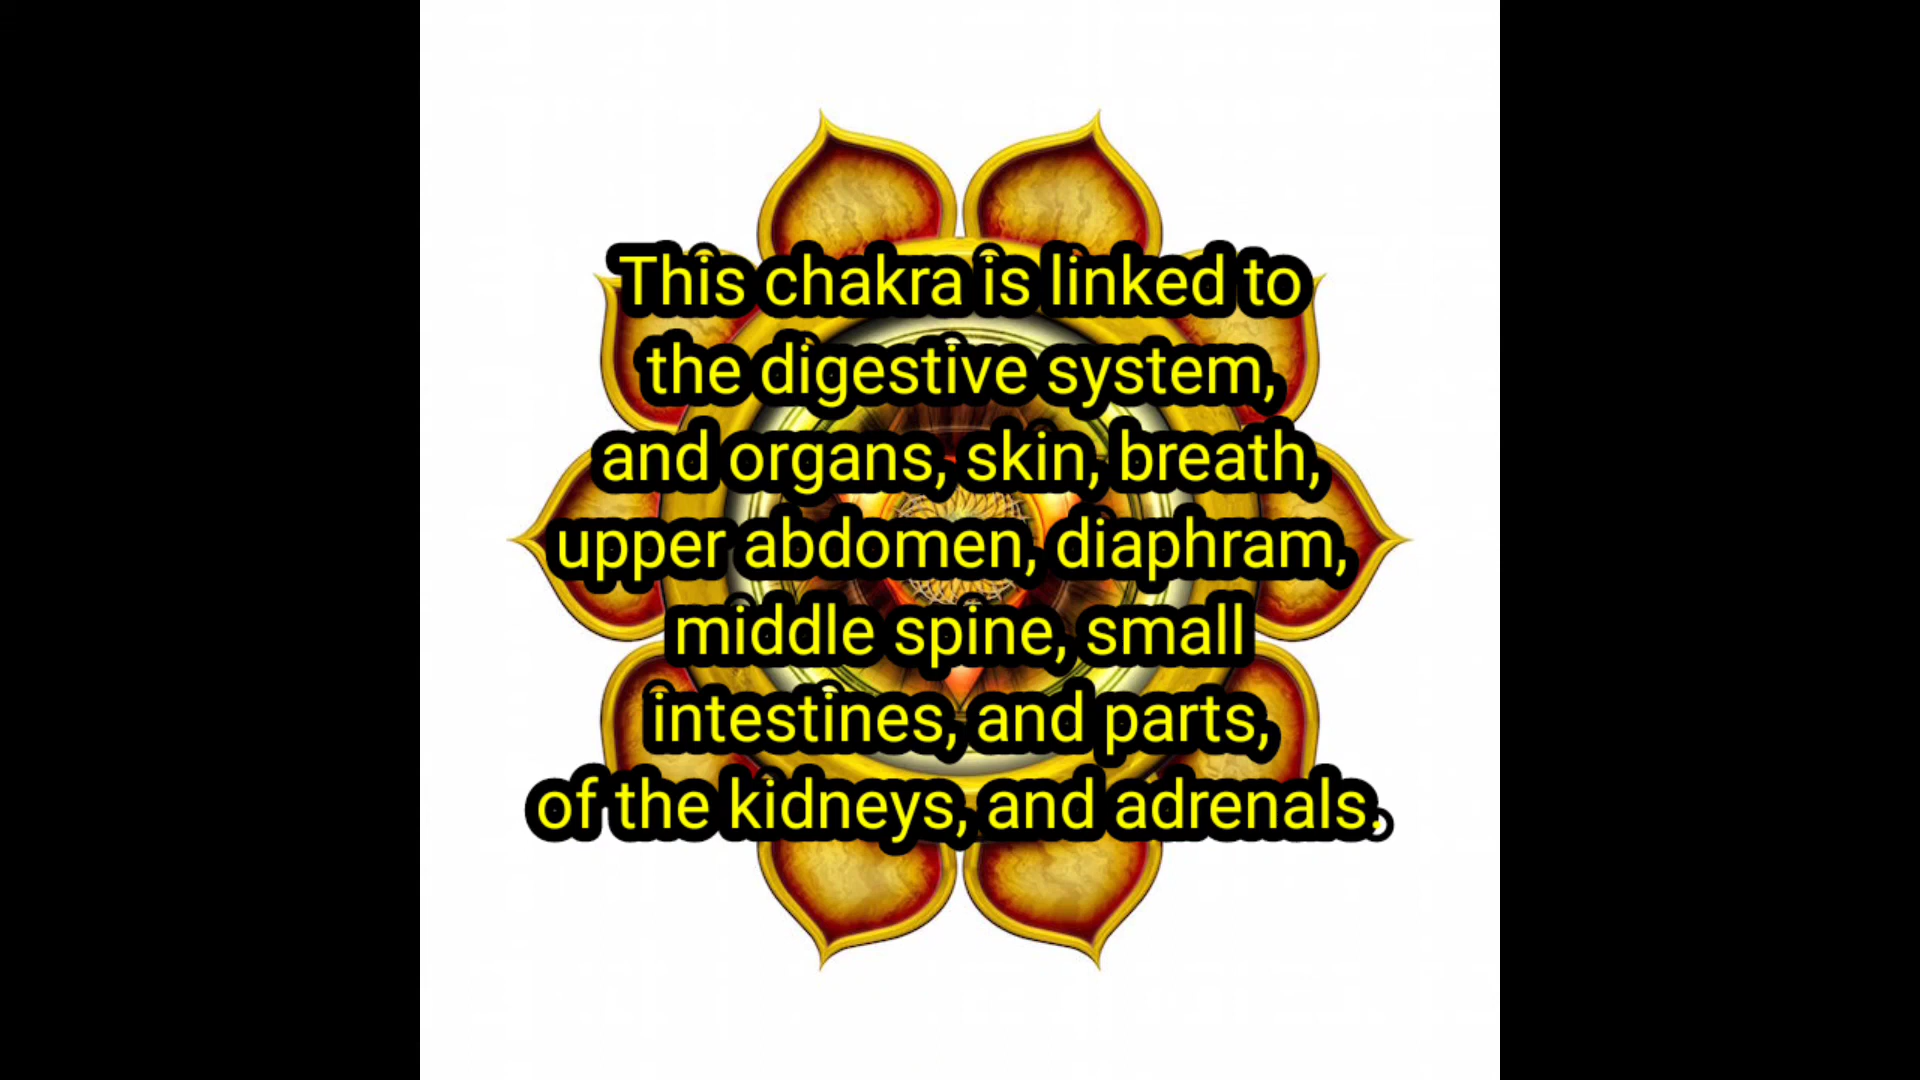 This chakra is linked to
the digestive system,
and organs, skin, breath,
upper abdomen, diaphram,
middle spine, small
intestines, and parts,
of the kidneys, and adrenals.